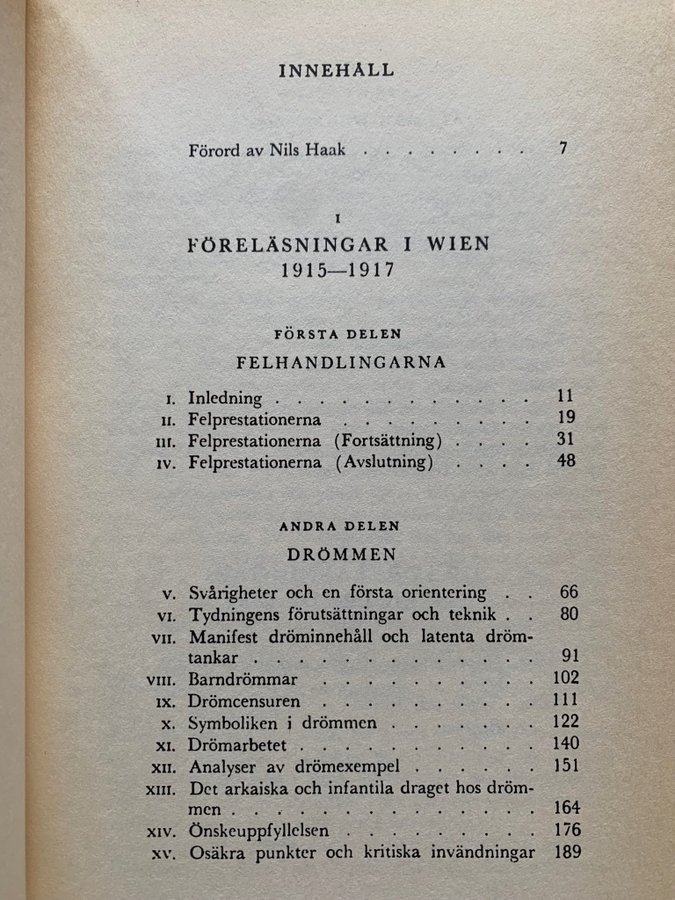 INNEHÅLL
Förord av Nils Haak . . . . . . . . 7
I
FÖRELÄSNINGAR I WIEN
1915—1917
FÖRSTA DELEN
FELHANDLINGARNA
I. Inledning . . . . . . . . . . . . 11
II. Felprestationerna . . . . . . . . . 19
III. Felprestationerna (Fortsättning) . . . . 31
IV. Felprestationerna (Avslutning) . . . . 48
ANDRA DELEN
DRÖMMEN
V. Svårigheter och en första orientering . . 66
VI. Tydningens förutsättningar och teknik . . 80
VII. Manifest dröminnehåll och latenta dröm-
tankar . . . . . . . . . . . . . 91
VIII. Barndrömmar . . . . . . . . . . 102
IX. Drömcensuren . . . . . . . . . . 111
X. Symboliken i drömmen . . . . . . . 122
XI. Drömarbetet . . . . . . . . . . . 140
XII. Analyser av drömexempel . . . . . . 151
XIII. Det arkaiska och infantila draget hos dröm-
men . . . . . . . . . . . . . . 164
XIV. Önskeuppfyllelsen . . . . . . . . . 176
XV. Osäkra punkter och kritiska invändningar 189